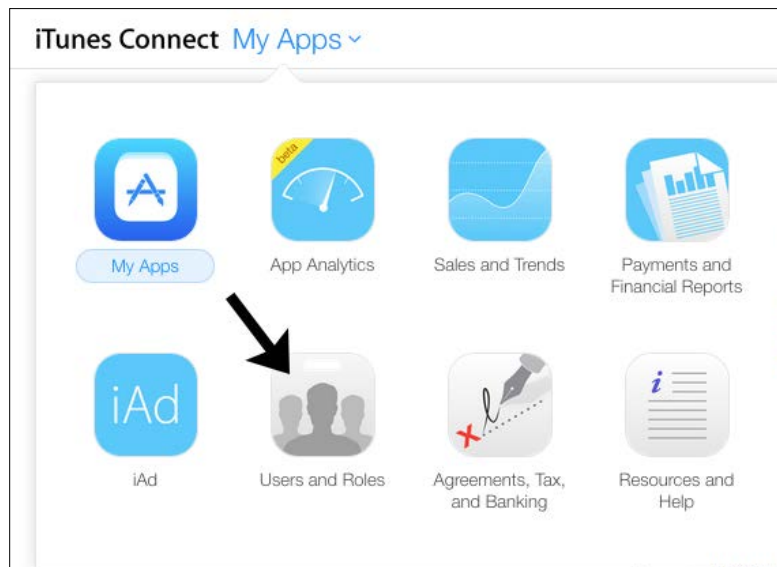 iTunes Connect My Apps
beta
My Apps
App Analytics
Sales and Trends
Payments and
Financial Reports
iAd
iAd
Users and Roles
Agreements, Tax,
and Banking
Resources and
Help